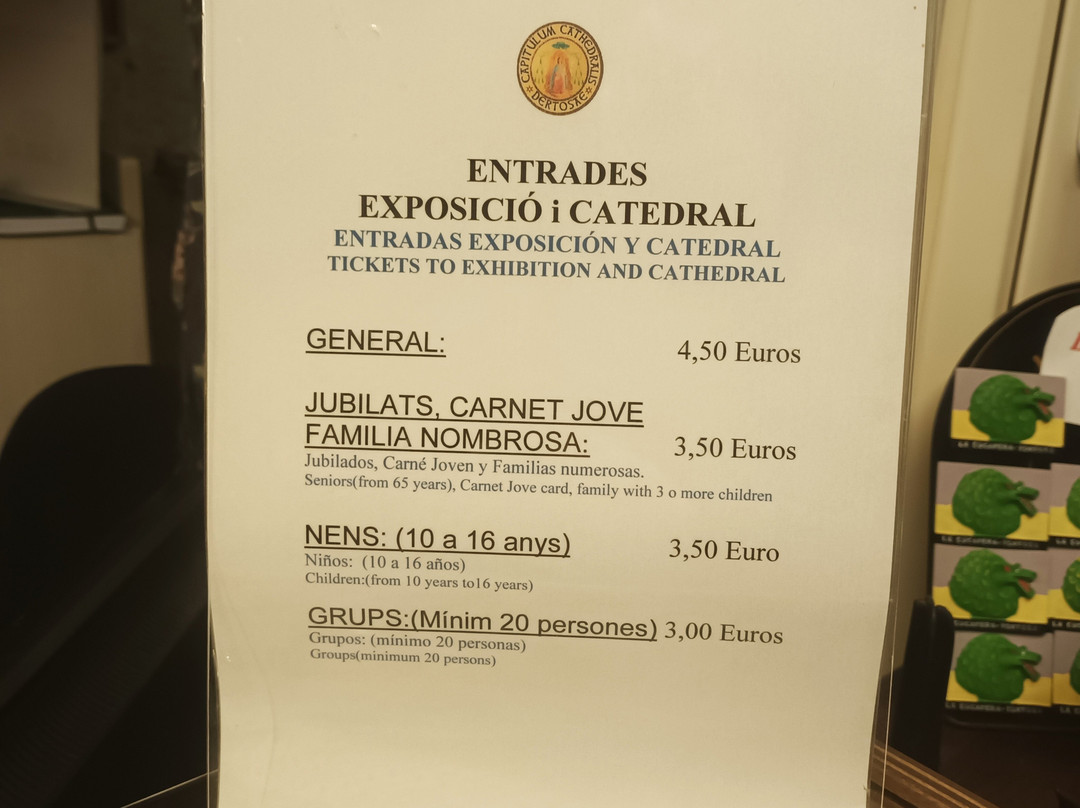 CAPITULUM CATHEDRALIS DERTOSAE
ENTRADES
EXPOSICIÓ i CATEDRAL
ENTRADAS EXPOSICIÓN Y CATEDRAL
TICKETS TO EXHIBITION AND CATHEDRAL
GENERAL: 4,50 Euros
JUBILATS, CARNET JOVE
FAMILIA NOMBROSA: 3,50 Euros
Jubilados, Carné Joven y Familias numerosas.
Seniors(from 65 years), Carnet Jove card, family with 3 o more children
NENS: (10 a 16 anys) 3,50 Euro
Niños: (10 a 16 años)
Children:(from 10 years to16 years)
GRUPS:(Mínim 20 persones) 3,00 Euros
Grupos: (mínimo 20 personas)
Groups(minimum 20 persons)